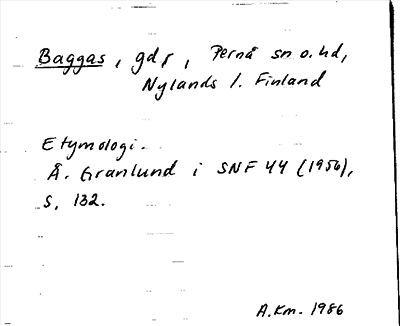 Baggas, gdr, Pernå sn o. hd,
Nylands l. Finland
Etymologi.
Å. Granlund i SNF 44 (1956),
s. 132.
A.Km. 1986